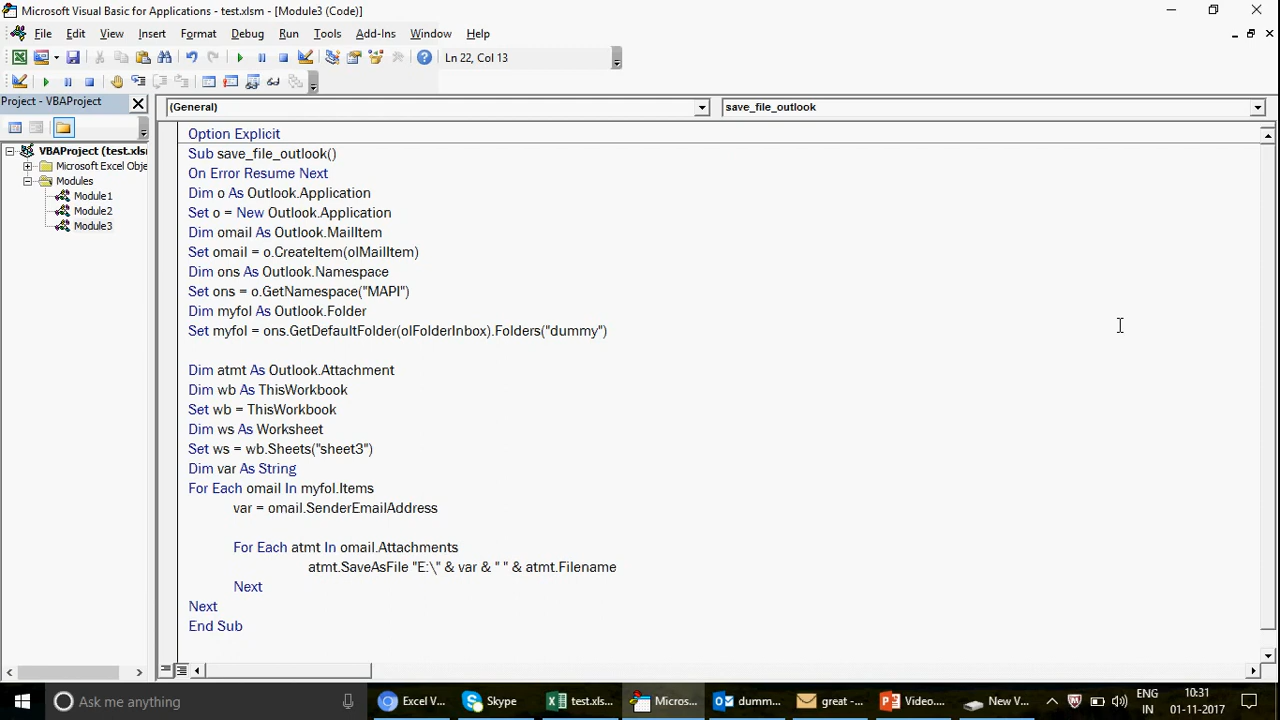 Microsoft Visual Basic for Applications - test.xlsm - [Module3 (Code)]
File Edit View Insert Format Debug Run Tools Add-Ins Window Help
Ln 22, Col 13
Project - VBAProject
(General) save_file_outlook
VBAProject (test.xlsr
Microsoft Excel Obje
Modules
Module1
Module2
Module3
Option Explicit
Sub save_file_outlook()
On Error Resume Next
Dim o As Outlook.Application
Set o = New Outlook.Application
Dim omail As Outlook.MailItem
Set omail = o.CreateItem(olMailItem)
Dim ons As Outlook.Namespace
Set ons = o.GetNamespace("MAPI")
Dim myfol As Outlook.Folder
Set myfol = ons.GetDefaultFolder(olFolderInbox).Folders("dummy")
Dim atmt As Outlook.Attachment
Dim wb As ThisWorkbook
Set wb = ThisWorkbook
Dim ws As Worksheet
Set ws = wb.Sheets("sheet3")
Dim var As String
For Each omail In myfol.Items
var = omail.SenderEmailAddress
For Each atmt In omail.Attachments
atmt.SaveAsFile "E:\" & var & " " & atmt.Filename
Next
Next
End Sub
Ask me anything
Excel V...
Skype
test.xls...
Micros...
dumm...
great -...
Video....
New V...
ENG
IN
10:31
01-11-2017